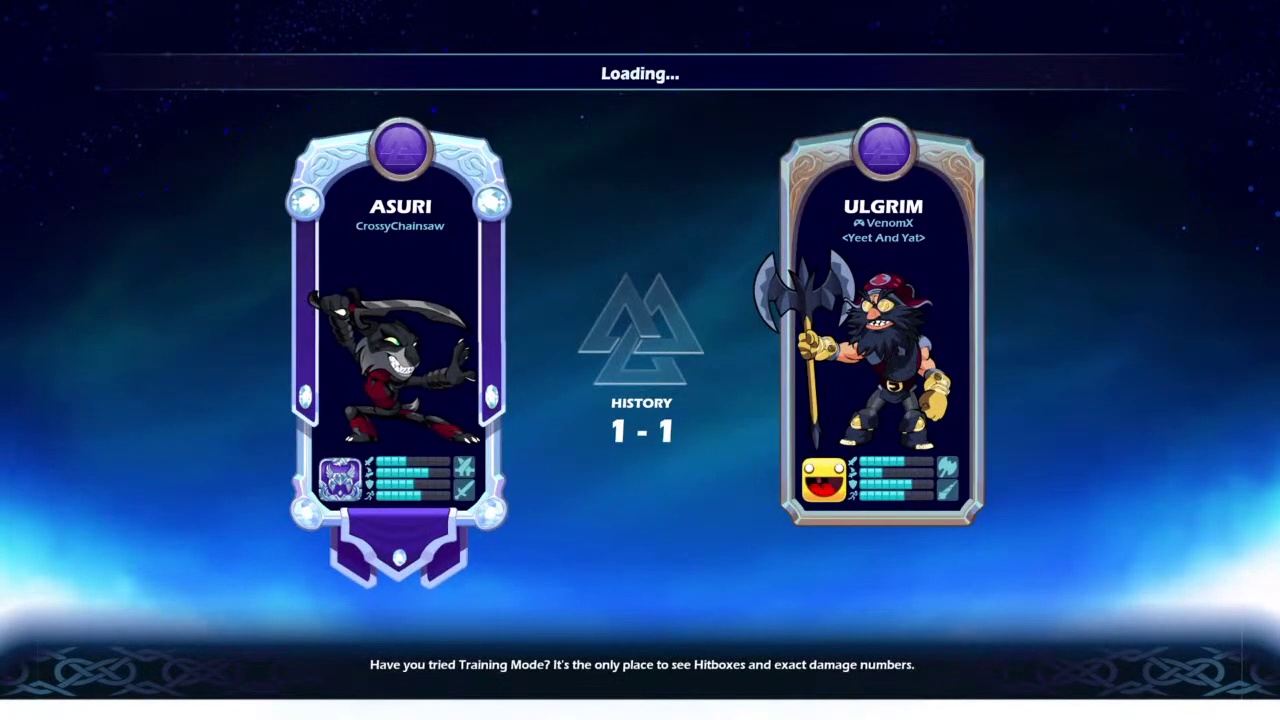 Loading...
ASURI
CrossyChainsaw
ULGRIM
VenomX
<Yeet And Yat>
HISTORY
1 - 1
Have you tried Training Mode? It's the only place to see Hitboxes and exact damage numbers.